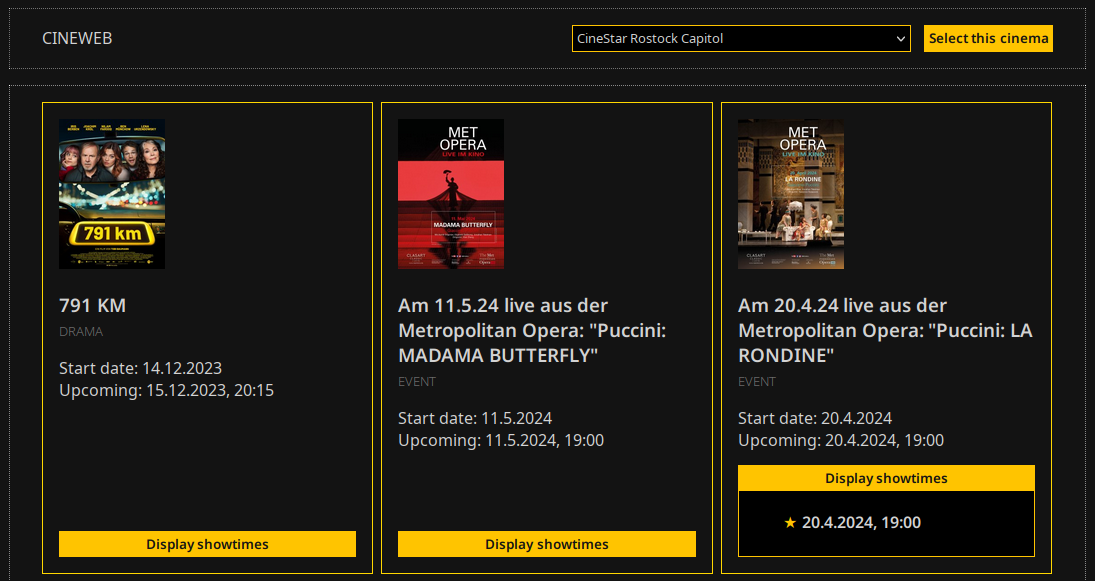 CINEWEB
CineStar Rostock Capitol
Select this cinema
791 km
791 KM
DRAMA
Start date: 14.12.2023
Upcoming: 15.12.2023, 20:15
Display showtimes
MET
OPERA
LIVE IM KINO
MADAMA BUTTERFLY
Am 11.5.24 live aus der
Metropolitan Opera: "Puccini:
MADAMA BUTTERFLY"
EVENT
Start date: 11.5.2024
Upcoming: 11.5.2024, 19:00
Display showtimes
MET
OPERA
LIVE IM KINO
LA RONDINE
Am 20.4.24 live aus der
Metropolitan Opera: "Puccini: LA
RONDINE"
EVENT
Start date: 20.4.2024
Upcoming: 20.4.2024, 19:00
Display showtimes
★ 20.4.2024, 19:00